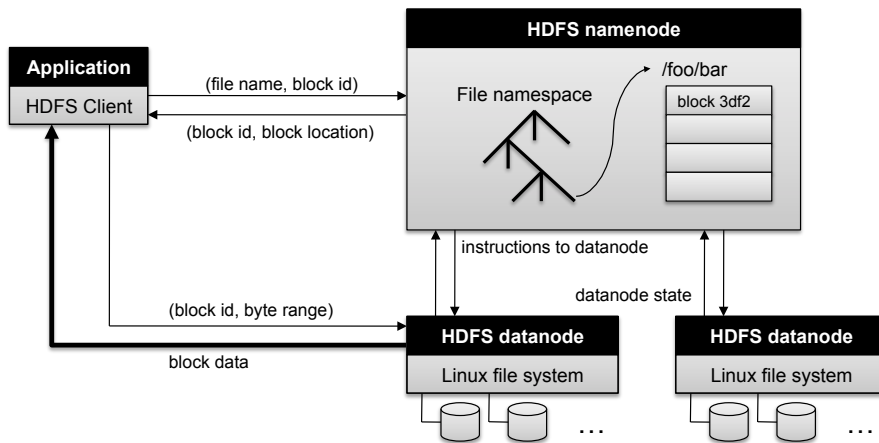 HDFS namenode
Application
HDFS Client
(file name, block id)
(block id, block location)
File namespace
/foo/bar
block 3df2
instructions to datanode
datanode state
(block id, byte range)
block data
HDFS datanode
Linux file system
...
HDFS datanode
Linux file system
...